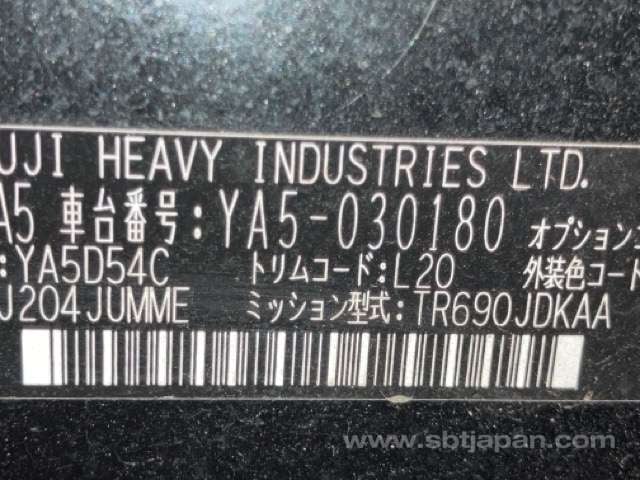 UJI HEAVY INDUSTRIES LTD.
A5 車台番号:YA5-030180 オプション
:YA5D54C トリムコード:L20 外装色コード
J204JUMME ミッション型式:TR690JDKAA
www.sbtjapan.com